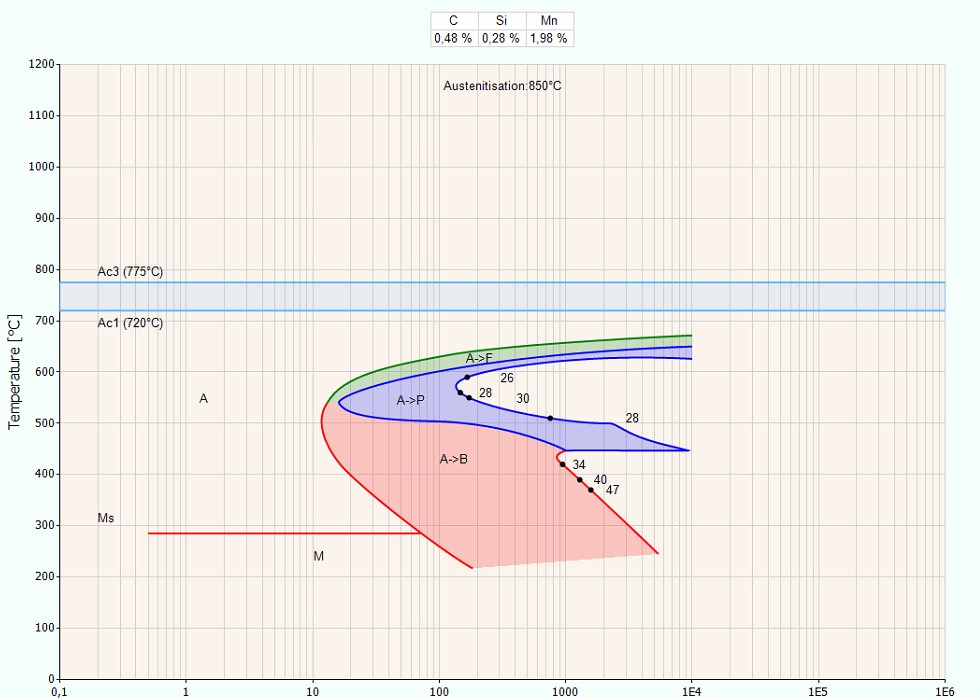 C Si Mn
0,48 % 0,28 % 1,98 %
1200
Austenitisation:850°C
1100
1000
900
800
Ac3 (775°C)
700
Ac1 (720°C)
A->F
600
26
28
30
A
A->P
500
28
A->B
34
400
40
47
Ms
300
M
200
100
0
Temperature [°C]
0,1 1 10 100 1000 1E4 1E5 1E6